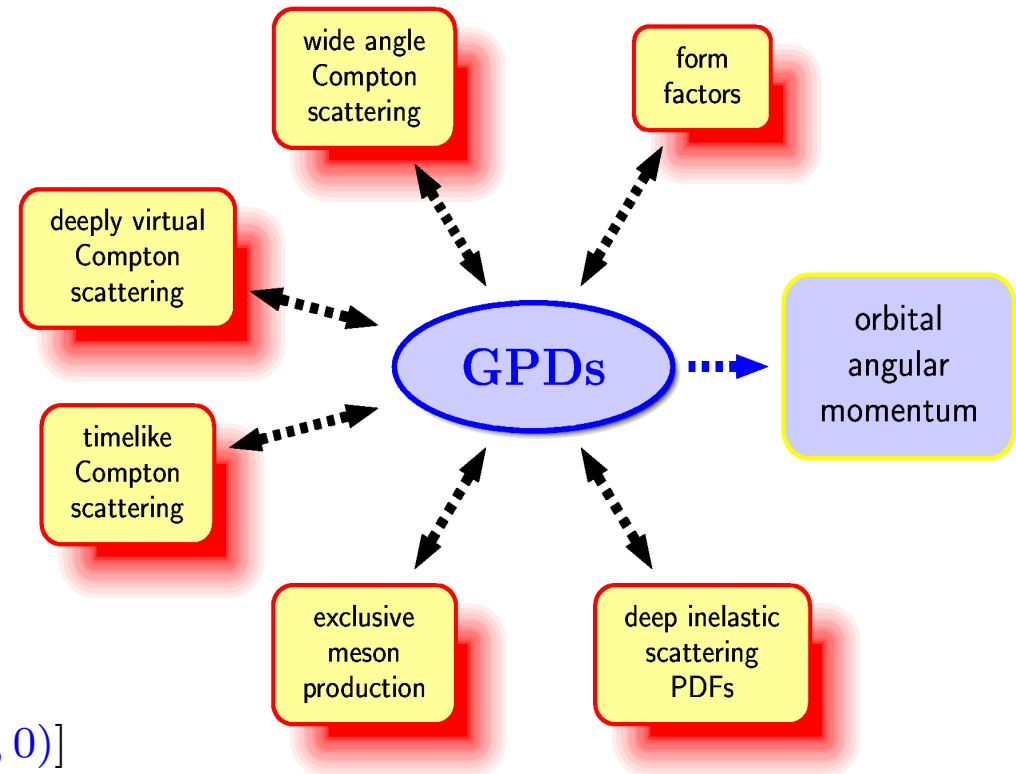 wide angle
Compton
scattering
form
factors
deeply virtual
Compton
scattering
GPDs
orbital
angular
momentum
timelike
Compton
scattering
exclusive
meson
production
deep inelastic
scattering
PDFs
, 0)]